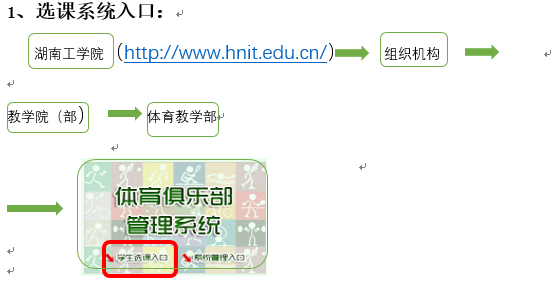 1、选课系统入口：
湖南工学院（http://www.hnit.edu.cn/） 组织机构
教学院（部） 体育教学部
体育俱乐部
管理系统
学生选课入口 系统管理入口